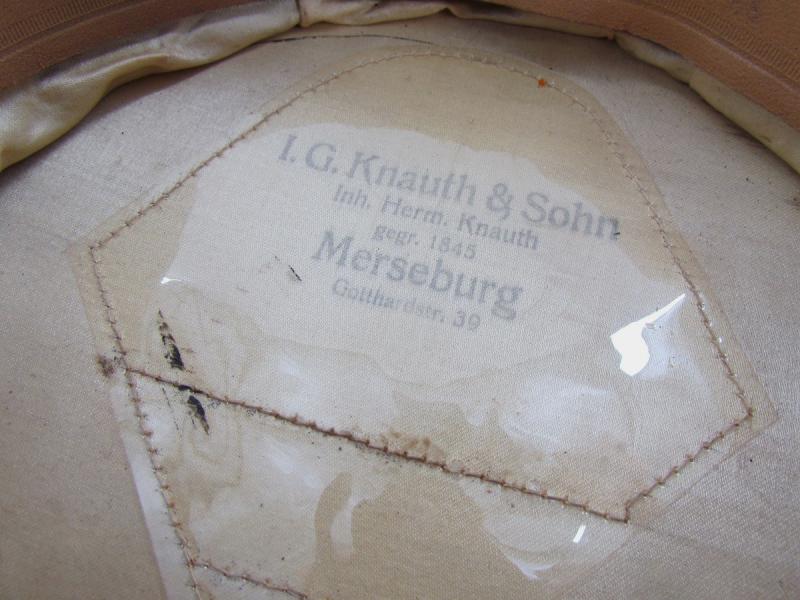 I. G. Knauth & Sohn
Inh. Herm. Knauth
gegr. 1845
Merseburg
Gotthardstr. 39